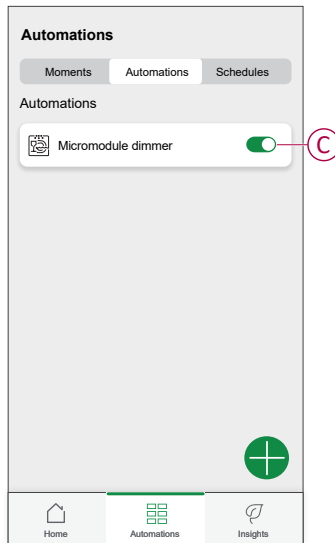 Automations
Moments Automations Schedules
Automations
Micromodule dimmer
C
Home Automations Insights